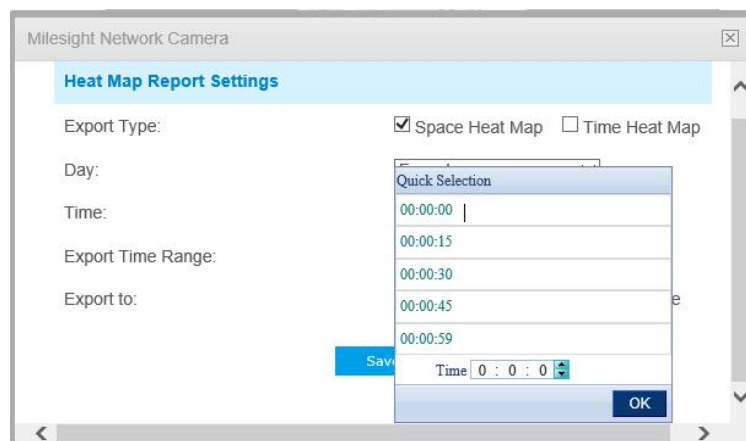 Milesight Network Camera
Heat Map Report Settings
Export Type:
Space Heat Map
Time Heat Map
Day:
Quick Selection
Time:
00:00:00
00:00:15
Export Time Range:
00:00:30
Export to:
00:00:45
e
00:00:59
Save
Time 0 : 0 : 0
OK